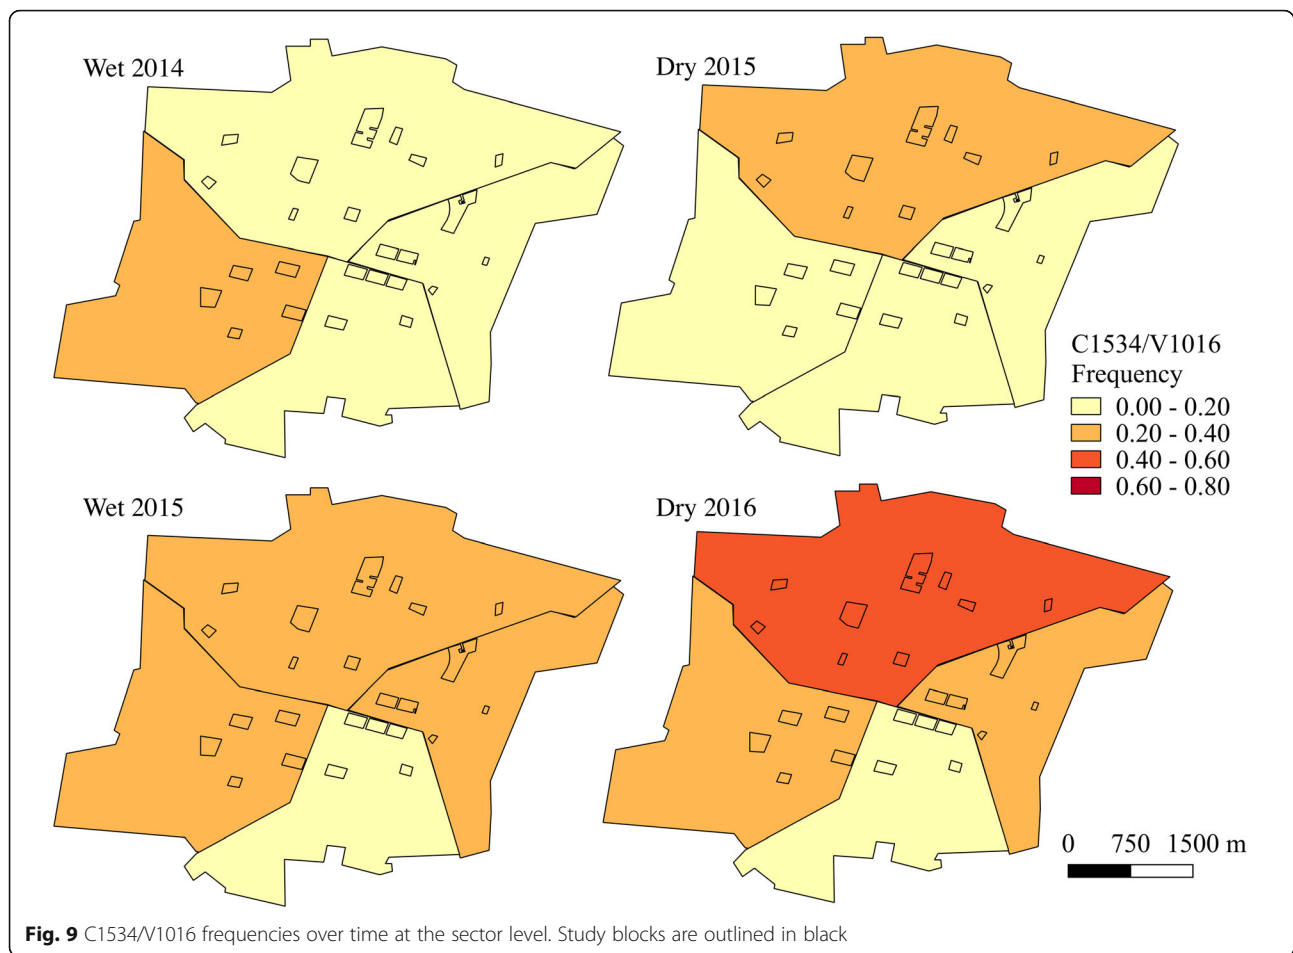 Wet 2014
Dry 2015
C1534/V1016
Frequency
0.00 - 0.20
0.20 - 0.40
0.40 - 0.60
0.60 - 0.80
Wet 2015
Dry 2016
0 750 1500 m
Fig. 9 C1534/V1016 frequencies over time at the sector level. Study blocks are outlined in black